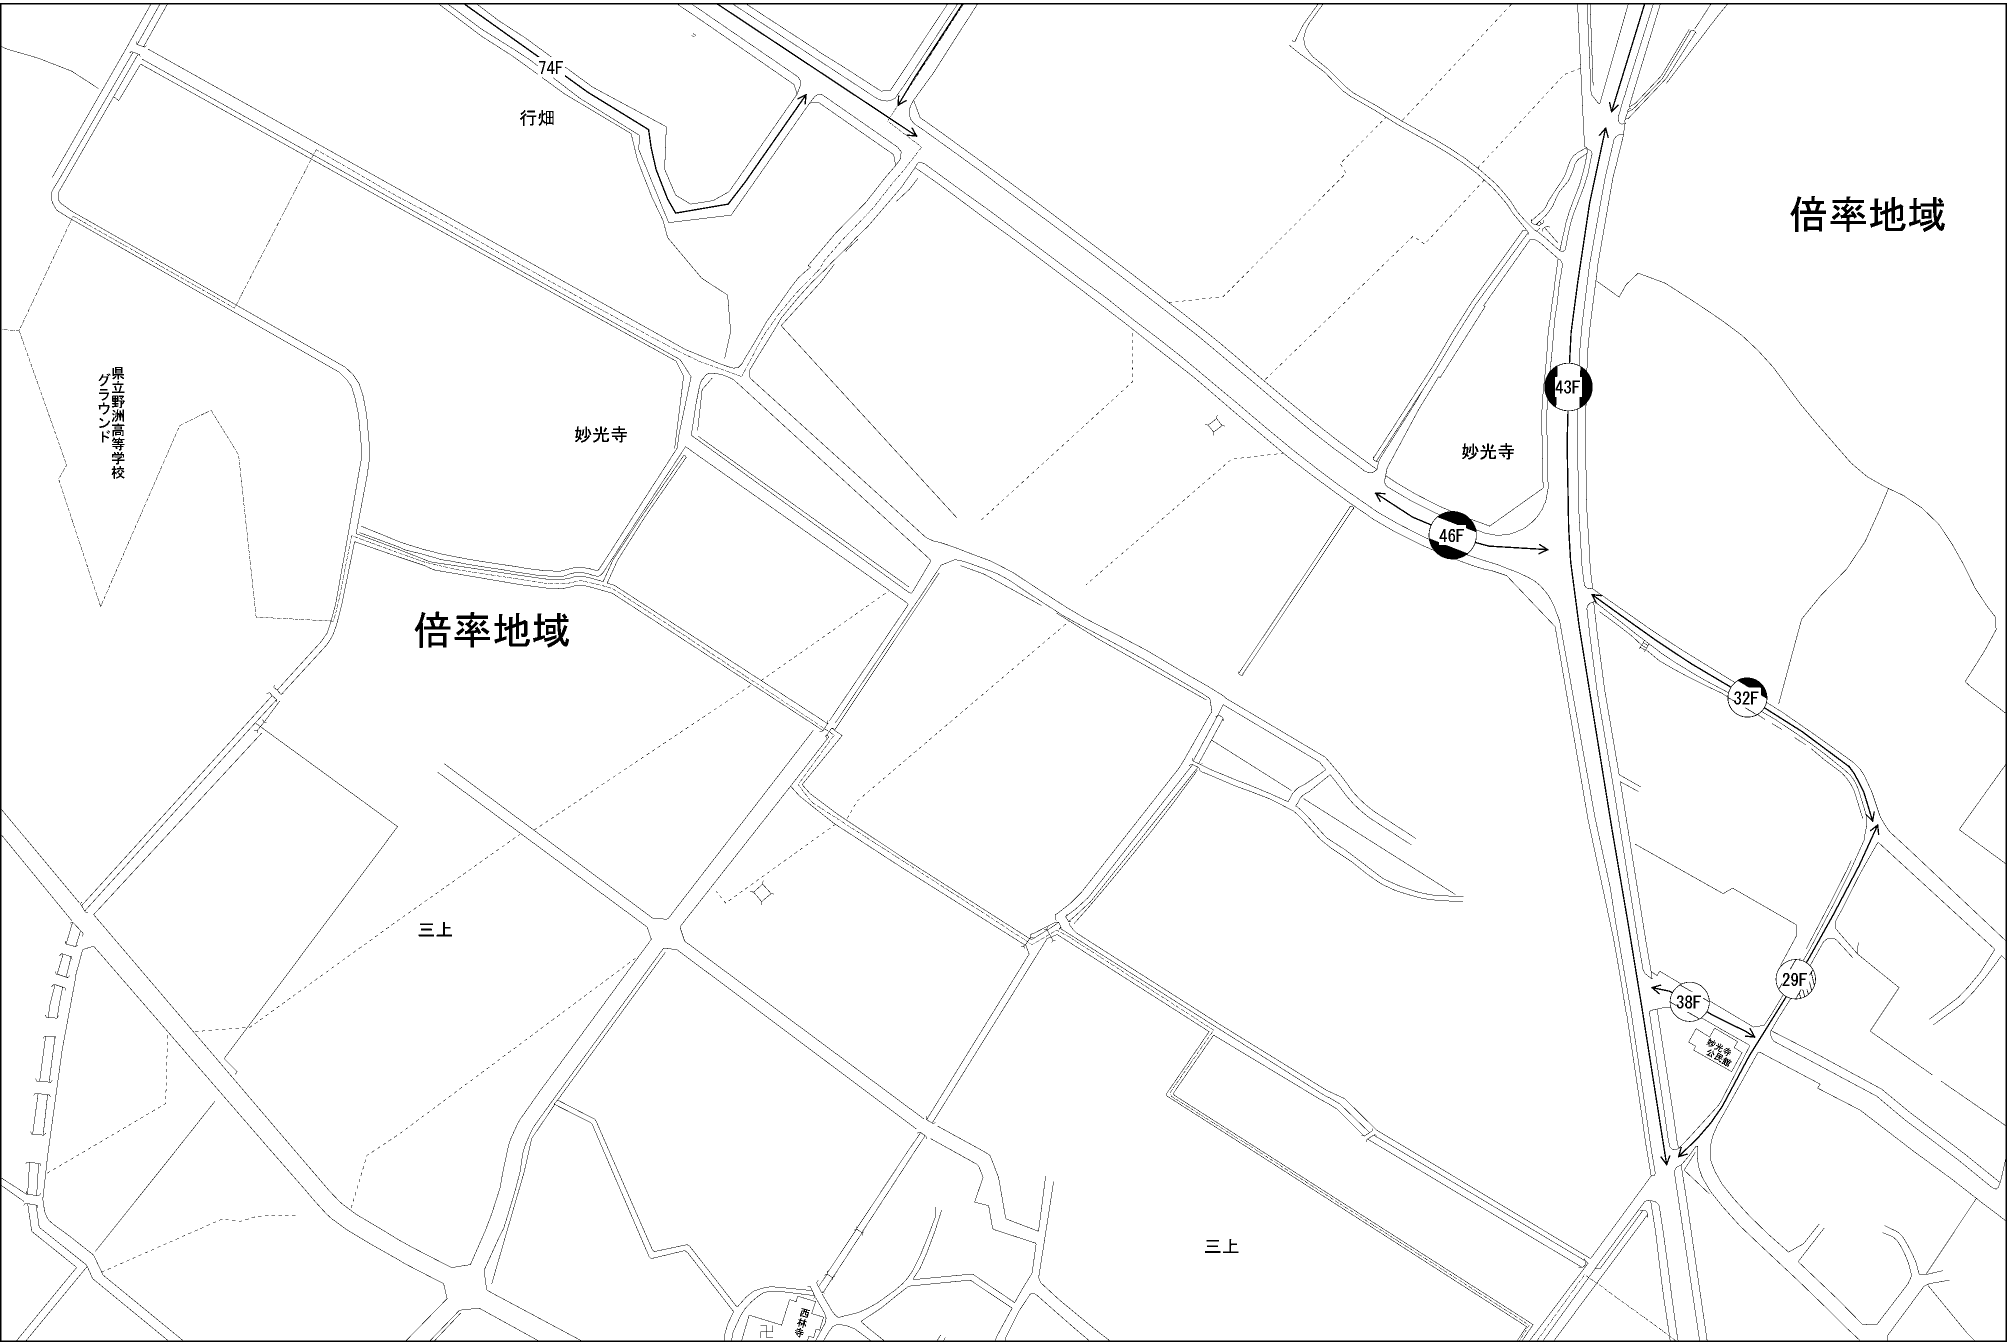 74F
行畑
倍率地域
43F
県立野洲高等学校
グラウンド
妙光寺
妙光寺
46F
倍率地域
32F
三上
29F
38F
妙光寺
公民館
三上
西林寺
卍